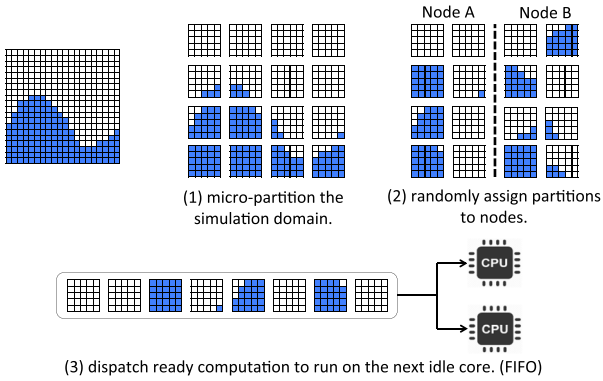 Node A
Node B
(1) micro-partition the
simulation domain.
(2) randomly assign partitions
to nodes.
CPU
CPU
(3) dispatch ready computation to run on the next idle core. (FIFO)